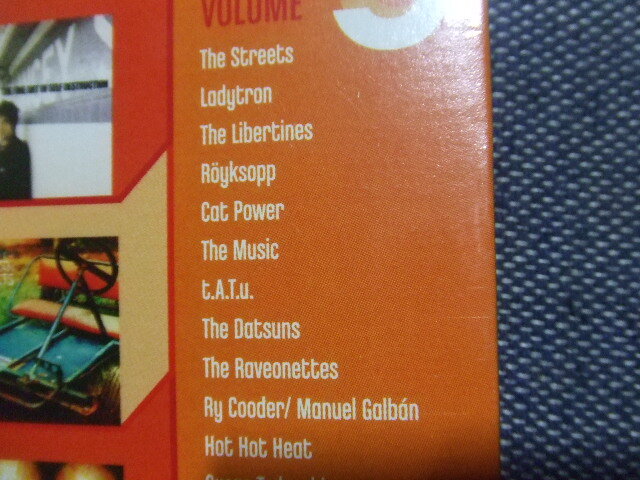 VOLUME
The Streets
Ladytron
The Libertines
Röyksopp
Cat Power
The Music
t.A.T.u.
The Datsuns
The Raveonettes
Ry Cooder/ Manuel Galbán
Hot Hot Heat